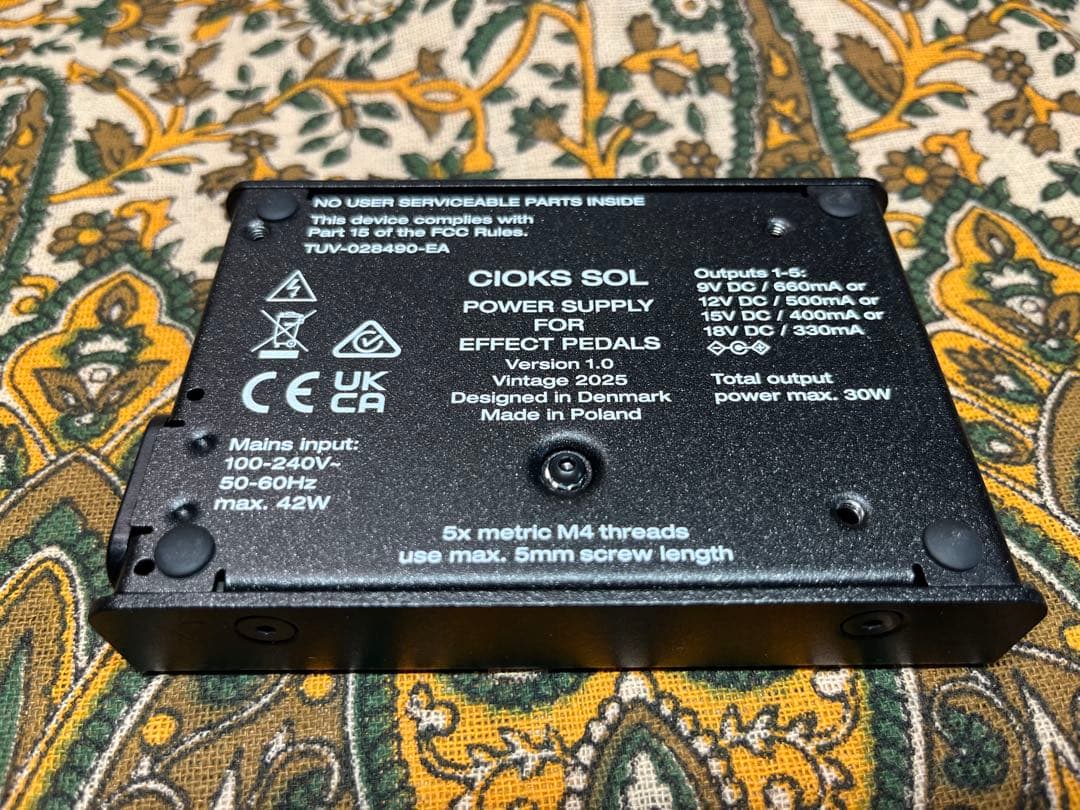 NO USER SERVICEABLE PARTS INSIDE
This device complies with
Part 15 of the FCC Rules.
TUV-028490-EA
CE UK
CA
Mains input:
100-240V~
50-60Hz
max. 42W
CIOKS SOL
POWER SUPPLY
FOR
EFFECT PEDALS
Version 1.0
Vintage 2025
Designed in Denmark
Made in Poland
Outputs 1-5:
9V DC / 660mA or
12V DC / 500mA or
15V DC / 400mA or
18V DC / 330mA
Total output
power max. 30W
5x metric M4 threads
use max. 5mm screw length